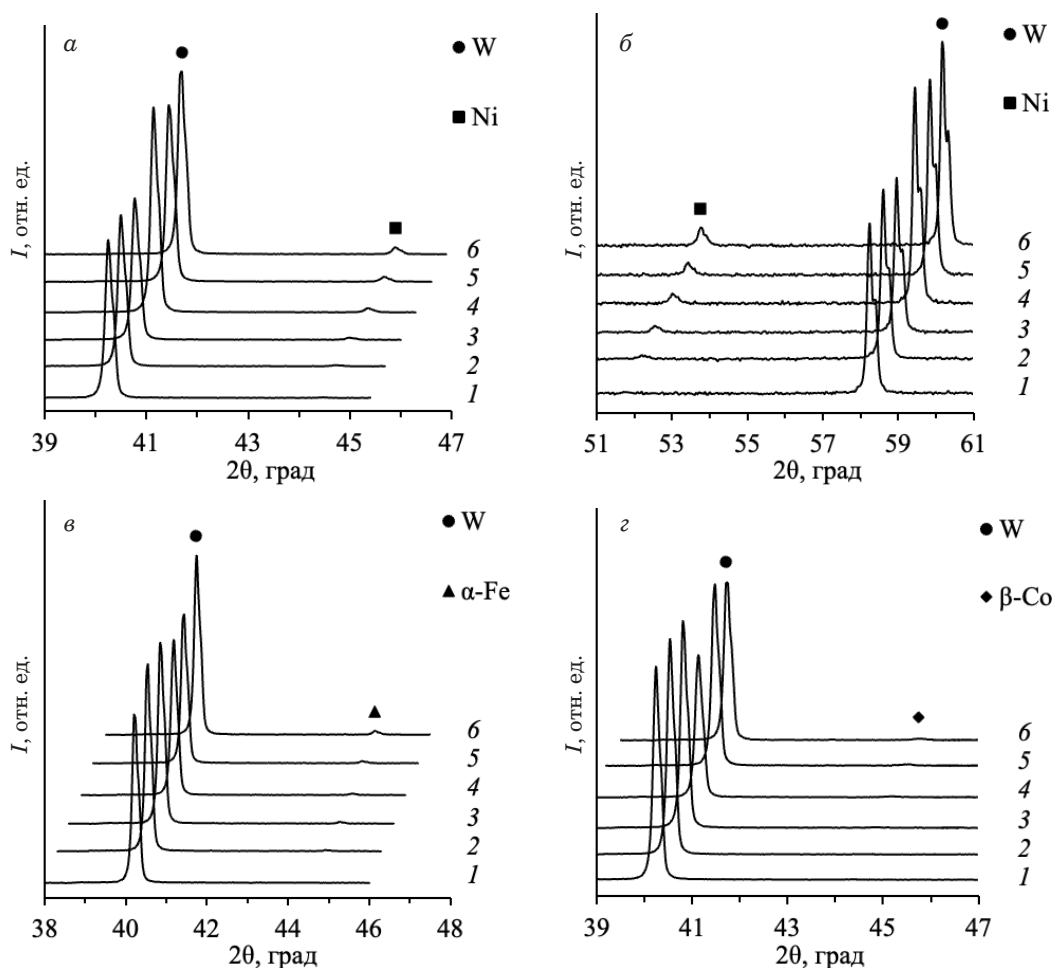 а
● W
■ Ni
I, отн. ед.
6
5
4
3
2
1
39 41 43 45 47
2θ, град
б
● W
■ Ni
I, отн. ед.
6
5
4
3
2
1
51 53 55 57 59 61
2θ, град
в
● W
▲ α-Fe
I, отн. ед.
6
5
4
3
2
1
38 40 42 44 46 48
2θ, град
г
● W
◆ β-Co
I, отн. ед.
6
5
4
3
2
1
39 41 43 45 47
2θ, град